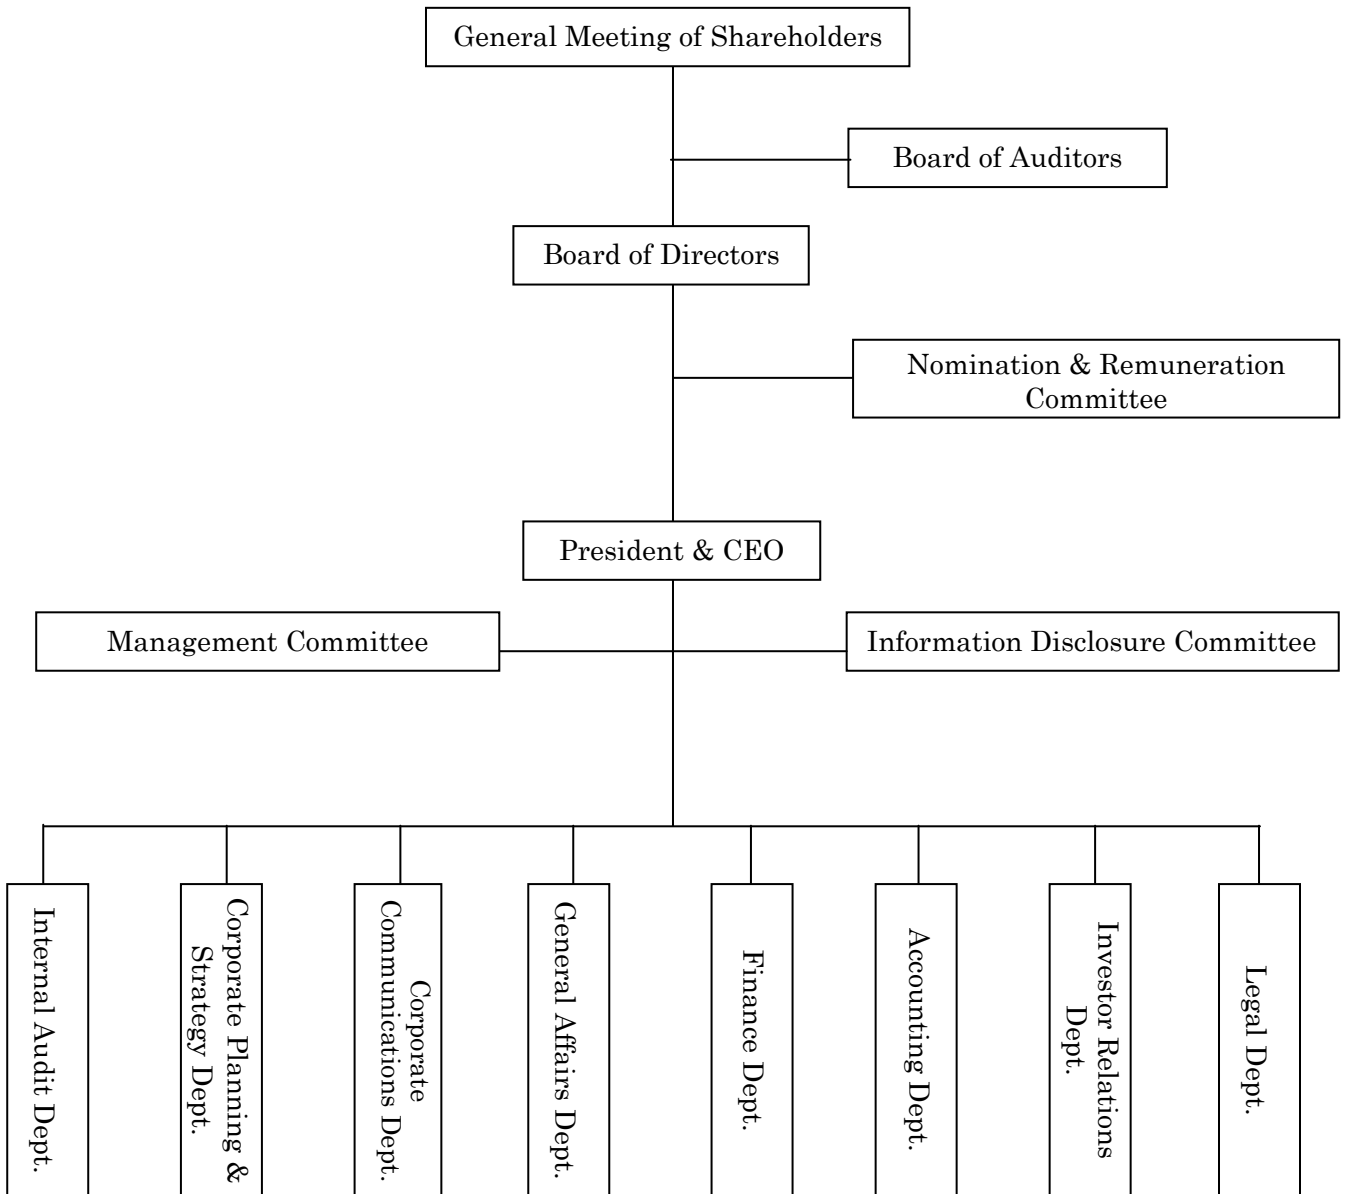 General Meeting of Shareholders
Board of Auditors
Board of Directors
Nomination & Remuneration
Committee
President & CEO
Management Committee
Information Disclosure Committee
Internal Audit Dept.
Corporate Planning &
Strategy Dept.
Corporate
Communications Dept.
General Affairs Dept.
Finance Dept.
Accounting Dept.
Investor Relations
Dept.
Legal Dept.